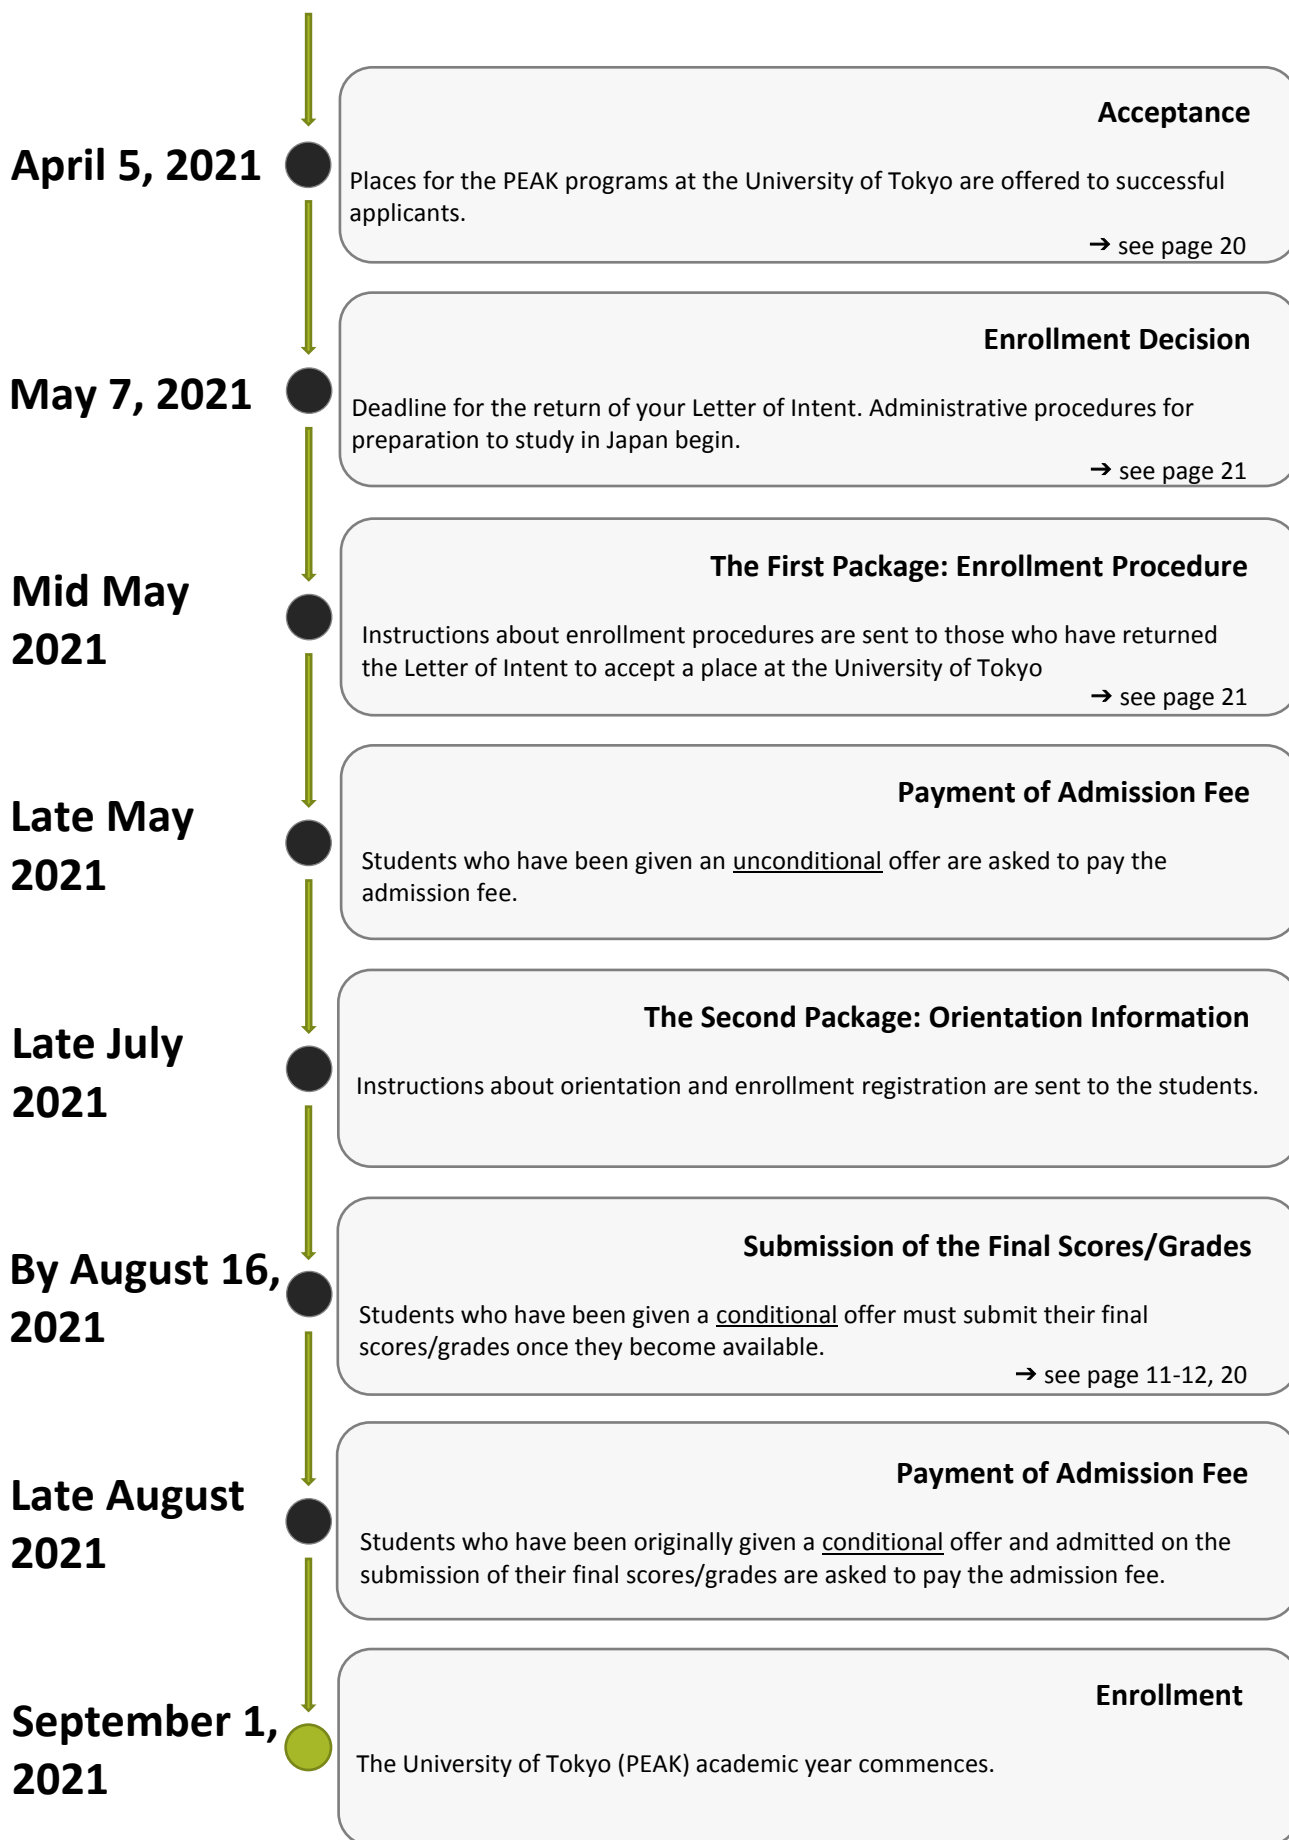 April 5, 2021
Acceptance
Places for the PEAK programs at the University of Tokyo are offered to successful
applicants.
➔ see page 20
May 7, 2021
Enrollment Decision
Deadline for the return of your Letter of Intent. Administrative procedures for
preparation to study in Japan begin.
➔ see page 21
Mid May
2021
The First Package: Enrollment Procedure
Instructions about enrollment procedures are sent to those who have returned
the Letter of Intent to accept a place at the University of Tokyo
➔ see page 21
Late May
2021
Payment of Admission Fee
Students who have been given an unconditional offer are asked to pay the
admission fee.
Late July
2021
The Second Package: Orientation Information
Instructions about orientation and enrollment registration are sent to the students.
By August 16,
2021
Submission of the Final Scores/Grades
Students who have been given a conditional offer must submit their final
scores/grades once they become available.
➔ see page 11-12, 20
Late August
2021
Payment of Admission Fee
Students who have been originally given a conditional offer and admitted on the
submission of their final scores/grades are asked to pay the admission fee.
September 1,
2021
Enrollment
The University of Tokyo (PEAK) academic year commences.